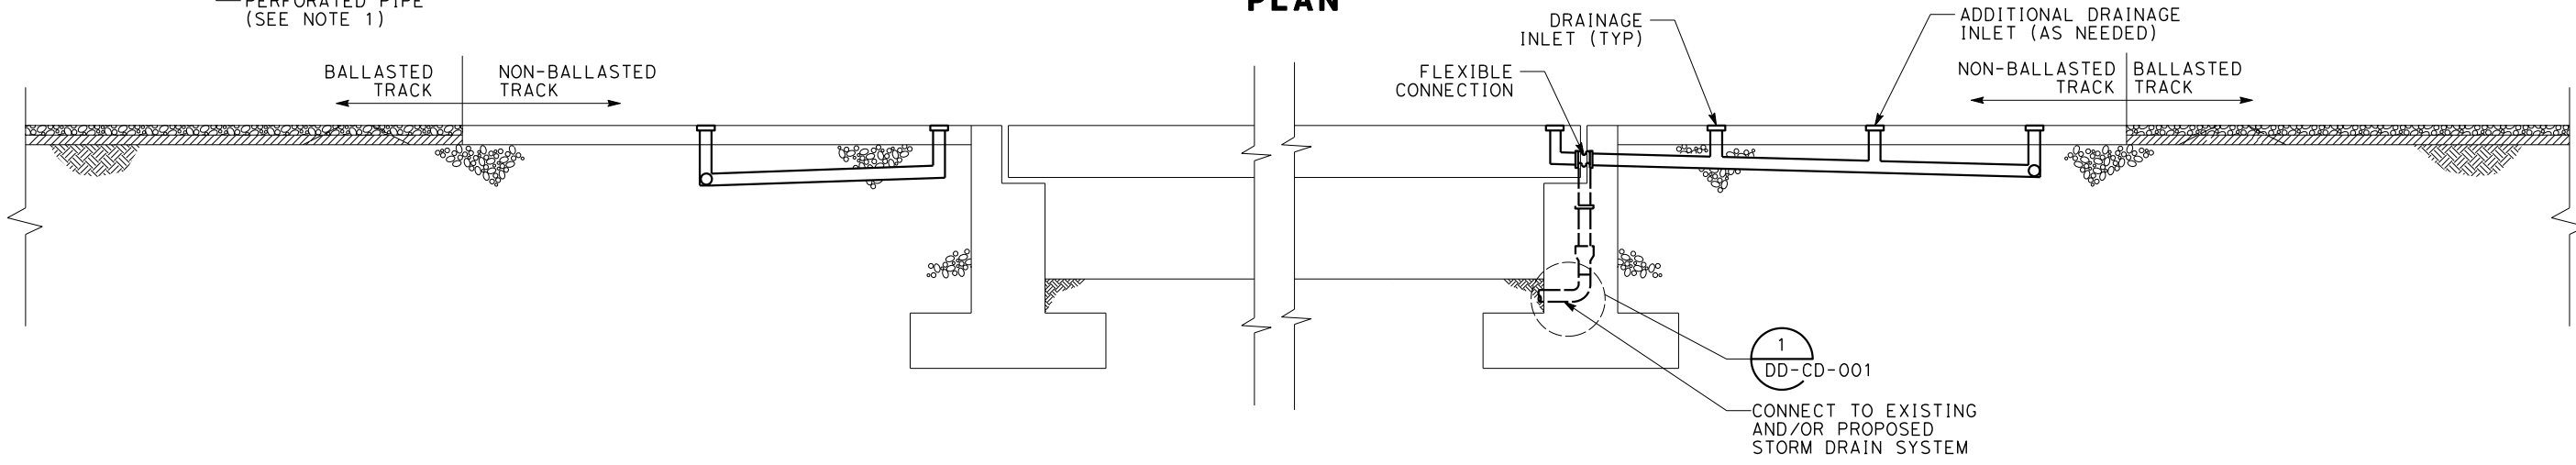 PERFORATED PIPE
(SEE NOTE 1)
PLAN
DRAINAGE
INLET (TYP)
ADDITIONAL DRAINAGE
INLET (AS NEEDED)
BALLASTED
TRACK
NON-BALLASTED
TRACK
FLEXIBLE
CONNECTION
NON-BALLASTED
TRACK
BALLASTED
TRACK
1
DD-CD-001
CONNECT TO EXISTING
AND/OR PROPOSED
STORM DRAIN SYSTEM